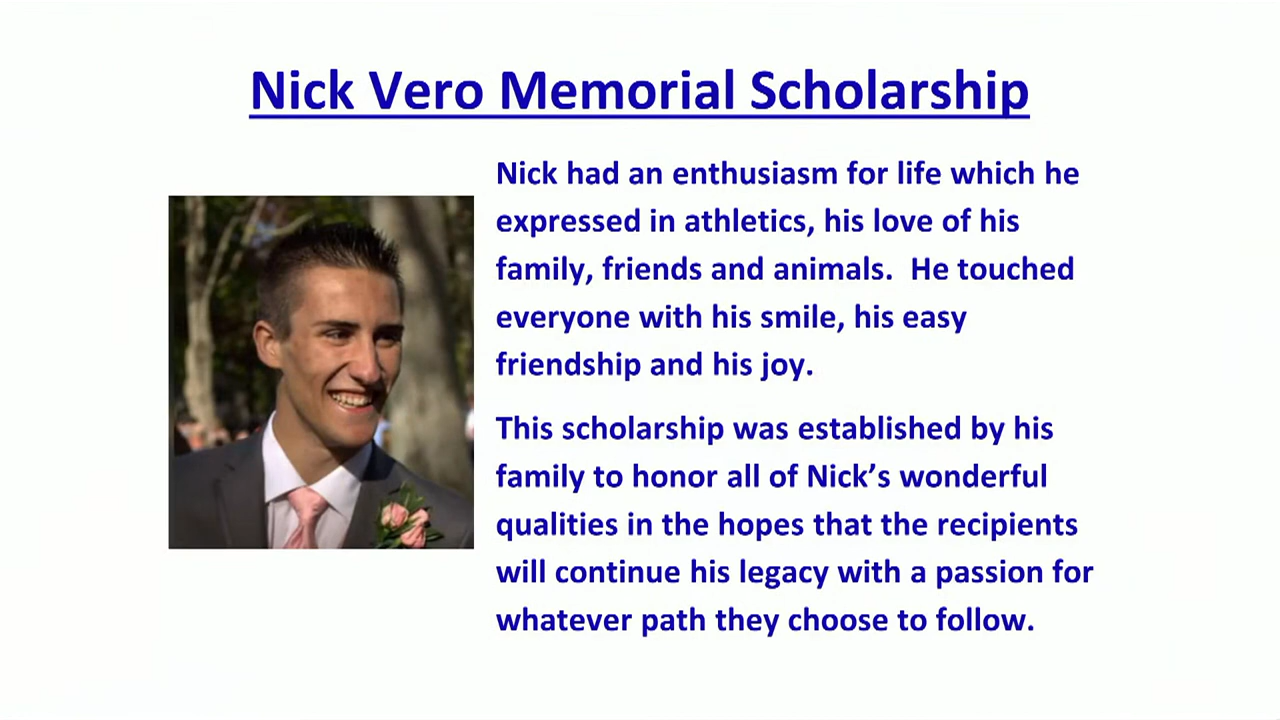 Nick Vero Memorial Scholarship
Nick had an enthusiasm for life which he
expressed in athletics, his love of his
family, friends and animals.  He touched
everyone with his smile, his easy
friendship and his joy.
This scholarship was established by his
family to honor all of Nick’s wonderful
qualities in the hopes that the recipients
will continue his legacy with a passion for
whatever path they choose to follow.